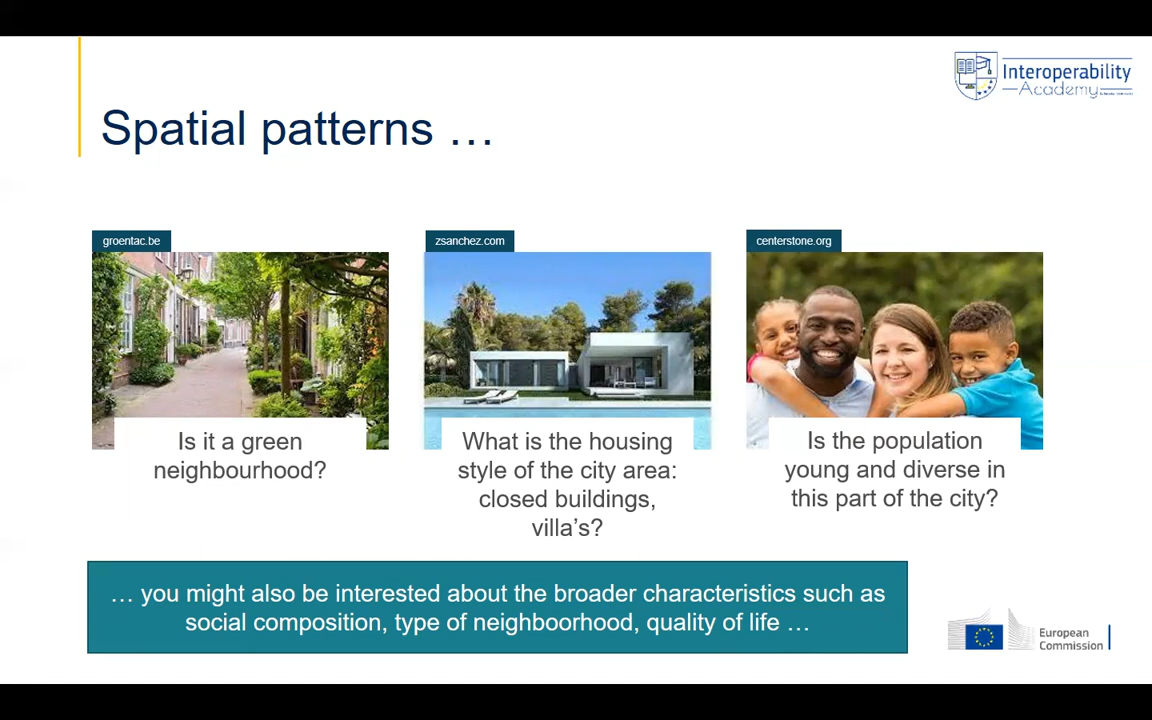 Interoperability
Academy
Spatial patterns …
groentac.be
zsanchez.com
centerstone.org
Is it a green
neighbourhood?
What is the housing
style of the city area:
closed buildings,
villa’s?
Is the population
young and diverse in
this part of the city?
… you might also be interested about the broader characteristics such as
social composition, type of neighboorhood, quality of life …
European
Commission